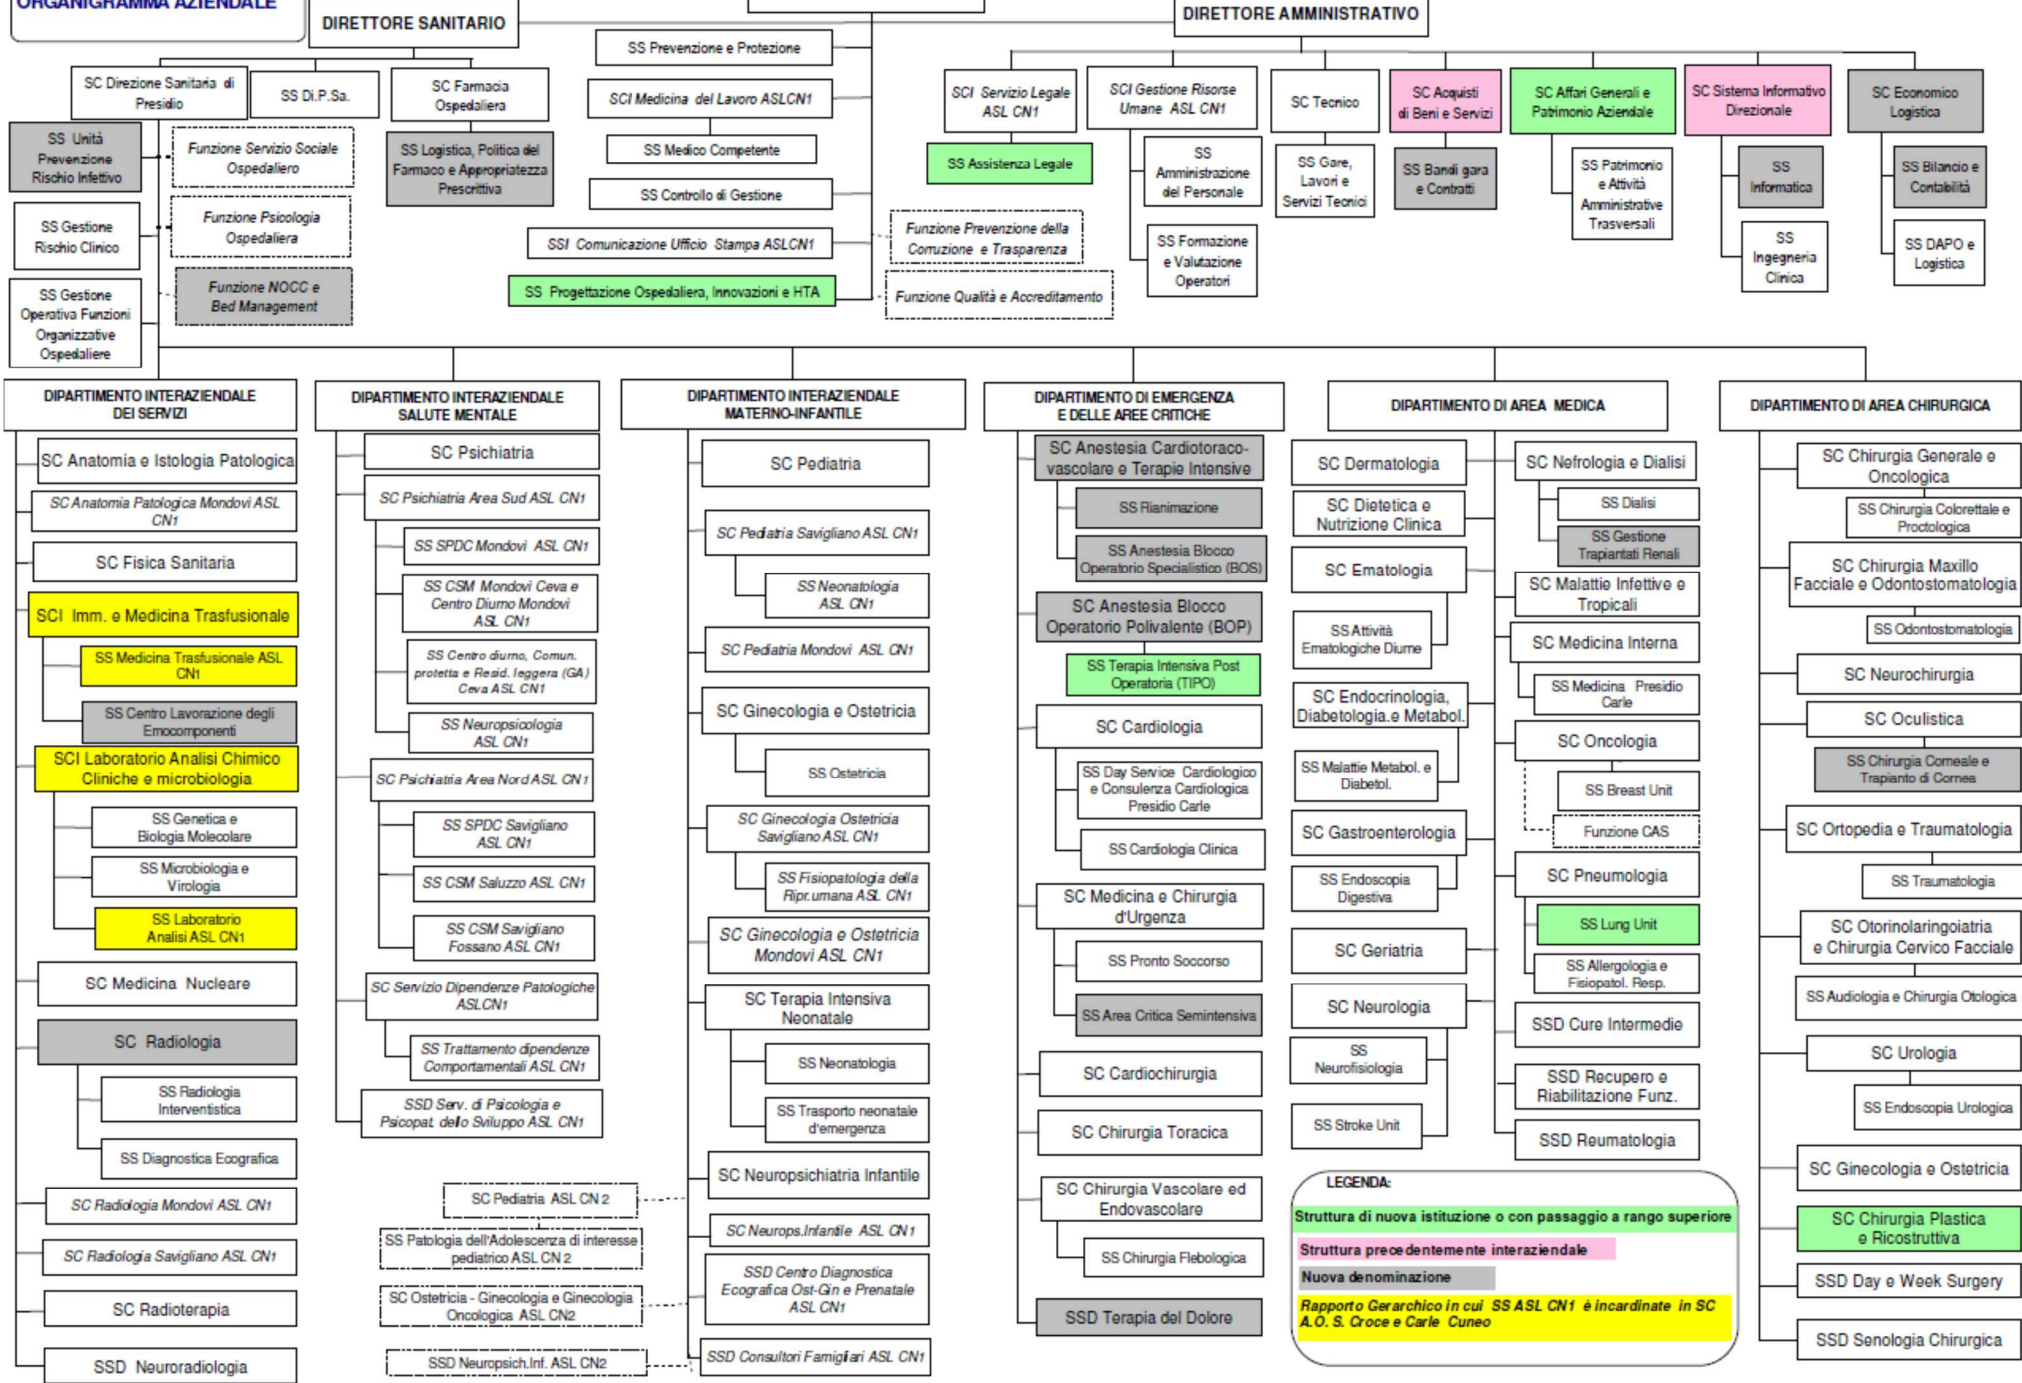 ORGANIGRAMMA AZIENDALE
DIRETTORE SANITARIO
DIRETTORE AMMINISTRATIVO
SC Direzione Sanitaria di
Presidio
SS Di.P.Sa.
SC Farmacia
Ospedaliera
SS Unità
Prevenzione
Rischio Infettivo
Funzione Servizio Sociale
Ospedaliero
SS Logistica, Politica del
Farmaco e Appropriatezza
Prescrittiva
SS Gestione
Rischio Clinico
Funzione Psicologia
Ospedaliera
SS Gestione
Operativa Funzioni
Organizzative
Ospedaliere
Funzione NOCC e
Bed Management
SS Prevenzione e Protezione
SCI Medicina del Lavoro ASLCN1
SS Medico Competente
SS Controllo di Gestione
SSI Comunicazione Ufficio Stampa ASLCN1
SS Progettazione Ospedaliera, Innovazioni e HTA
Funzione Prevenzione della
Corruzione e Trasparenza
Funzione Qualità e Accreditamento
SCI Servizio Legale
ASL CN1
SS Assistenza Legale
SCI Gestione Risorse
Umane ASL CN1
SS
Amministrazione
del Personale
SS Formazione
e Valutazione
Operatori
SC Tecnico
SS Gare,
Lavori e
Servizi Tecnici
SC Acquisti
di Beni e Servizi
SS Bandi gara
e Contratti
SC Affari Generali e
Patrimonio Aziendale
SS Patrimonio
e Attività
Amministrative
Trasversali
SC Sistema Informativo
Direzionale
SS
Informatica
SS
Ingegneria
Clinica
SC Economico
Logistica
SS Bilancio e
Contabilità
SS DAPO e
Logistica
DIPARTIMENTO INTERAZIENDALE
DEI SERVIZI
SC Anatomia e Istologia Patologica
SC Anatomia Patologica Mondovì ASL
CN1
SC Fisica Sanitaria
SCI Imm. e Medicina Trasfusionale
SS Medicina Trasfusionale ASL
CN1
SS Centro Lavorazione degli
Emocomponenti
SCI Laboratorio Analisi Chimico
Cliniche e microbiologia
SS Genetica e
Biologia Molecolare
SS Microbiologia e
Virologia
SS Laboratorio
Analisi ASL CN1
SC Medicina Nucleare
SC Radiologia
SS Radiologia
Interventistica
SS Diagnostica Ecografica
SC Radiologia Mondovì ASL CN1
SC Radiologia Savigliano ASL CN1
SC Radioterapia
SSD Neuroradiologia
DIPARTIMENTO INTERAZIENDALE
SALUTE MENTALE
SC Psichiatria
SC Psichiatria Area Sud ASL CN1
SS SPDC Mondovì ASL CN1
SS CSM Mondovì Ceva e
Centro Diurno Mondovì
ASL CN1
SS Centro diurno, Comun.
protetta e Resid. leggera (GA)
Ceva ASL CN1
SS Neuropsicologia
ASL CN1
SC Psichiatria Area Nord ASL CN1
SS SPDC Savigliano
ASL CN1
SS CSM Saluzzo ASL CN1
SS CSM Savigliano
Fossano ASL CN1
SC Servizio Dipendenze Patologiche
ASLCN1
SS Trattamento dipendenze
Comportamentali ASL CN1
SSD Serv. di Psicologia e
Psicopat. dello Sviluppo ASL CN1
DIPARTIMENTO INTERAZIENDALE
MATERNO-INFANTILE
SC Pediatria
SC Pediatria Savigliano ASL CN1
SS Neonatologia
ASL CN1
SC Pediatria Mondovì ASL CN1
SC Ginecologia e Ostetricia
SS Ostetricia
SC Ginecologia Ostetricia
Savigliano ASL CN1
SS Fisiopatologia della
Ripr.umana ASL CN1
SC Ginecologia e Ostetricia
Mondovì ASL CN1
SC Terapia Intensiva
Neonatale
SS Neonatologia
SS Trasporto neonatale
d'emergenza
SC Neuropsichiatria Infantile
SC Pediatria ASL CN 2
SS Patologia dell'Adolescenza di interesse
pediatrico ASL CN 2
SC Neurops.Infantile ASL CN1
SSD Centro Diagnostica
Ecografica Ost-Gin e Prenatale
ASL CN1
SC Ostetricia - Ginecologia e Ginecologia
Oncologica ASL CN2
SSD Neuropsich.Inf. ASL CN2
SSD Consultori Famigliari ASL CN1
DIPARTIMENTO DI EMERGENZA
E DELLE AREE CRITICHE
SC Anestesia Cardiotoraco-
vascolare e Terapie Intensive
SS Rianimazione
SS Anestesia Blocco
Operatorio Specialistico (BOS)
SC Anestesia Blocco
Operatorio Polivalente (BOP)
SS Terapia Intensiva Post
Operatoria (TIPO)
SC Cardiologia
SS Day Service Cardiologico
e Consulenza Cardiologica
Presidio Carle
SS Cardiologia Clinica
SC Medicina e Chirurgia
d'Urgenza
SS Pronto Soccorso
SS Area Critica Semintensiva
SC Cardiochirurgia
SC Chirurgia Toracica
SC Chirurgia Vascolare ed
Endovascolare
SS Chirurgia Flebologica
SSD Terapia del Dolore
DIPARTIMENTO DI AREA MEDICA
SC Dermatologia
SC Dietetica e
Nutrizione Clinica
SC Ematologia
SS Attività
Ematologiche Diurne
SC Endocrinologia,
Diabetologia.e Metabol.
SS Malattie Metabol. e
Diabetol.
SC Gastroenterologia
SS Endoscopia
Digestiva
SC Geriatria
SC Neurologia
SS
Neurofisiologia
SS Stroke Unit
SC Nefrologia e Dialisi
SS Dialisi
SS Gestione
Trapiantati Renali
SC Malattie Infettive e
Tropicali
SC Medicina Interna
SS Medicina Presidio
Carle
SC Oncologia
SS Breast Unit
Funzione CAS
SC Pneumologia
SS Lung Unit
SS Allergologia e
Fisiopatol. Resp.
SSD Cure Intermedie
SSD Recupero e
Riabilitazione Funz.
SSD Reumatologia
DIPARTIMENTO DI AREA CHIRURGICA
SC Chirurgia Generale e
Oncologica
SS Chirurgia Colorettale e
Proctologica
SC Chirurgia Maxillo
Facciale e Odontostomatologia
SS Odontostomatologia
SC Neurochirurgia
SC Oculistica
SS Chirurgia Corneale e
Trapianto di Cornea
SC Ortopedia e Traumatologia
SS Traumatologia
SC Otorinolaringoiatria
e Chirurgia Cervico Facciale
SS Audiologia e Chirurgia Otologica
SC Urologia
SS Endoscopia Urologica
SC Ginecologia e Ostetricia
SC Chirurgia Plastica
e Ricostruttiva
SSD Day e Week Surgery
SSD Senologia Chirurgica
LEGENDA:
Struttura di nuova istituzione o con passaggio a rango superiore
Struttura precedentemente interaziendale
Nuova denominazione
Rapporto Gerarchico in cui SS ASL CN1 è incardinate in SC
A.O. S. Croce e Carle Cuneo